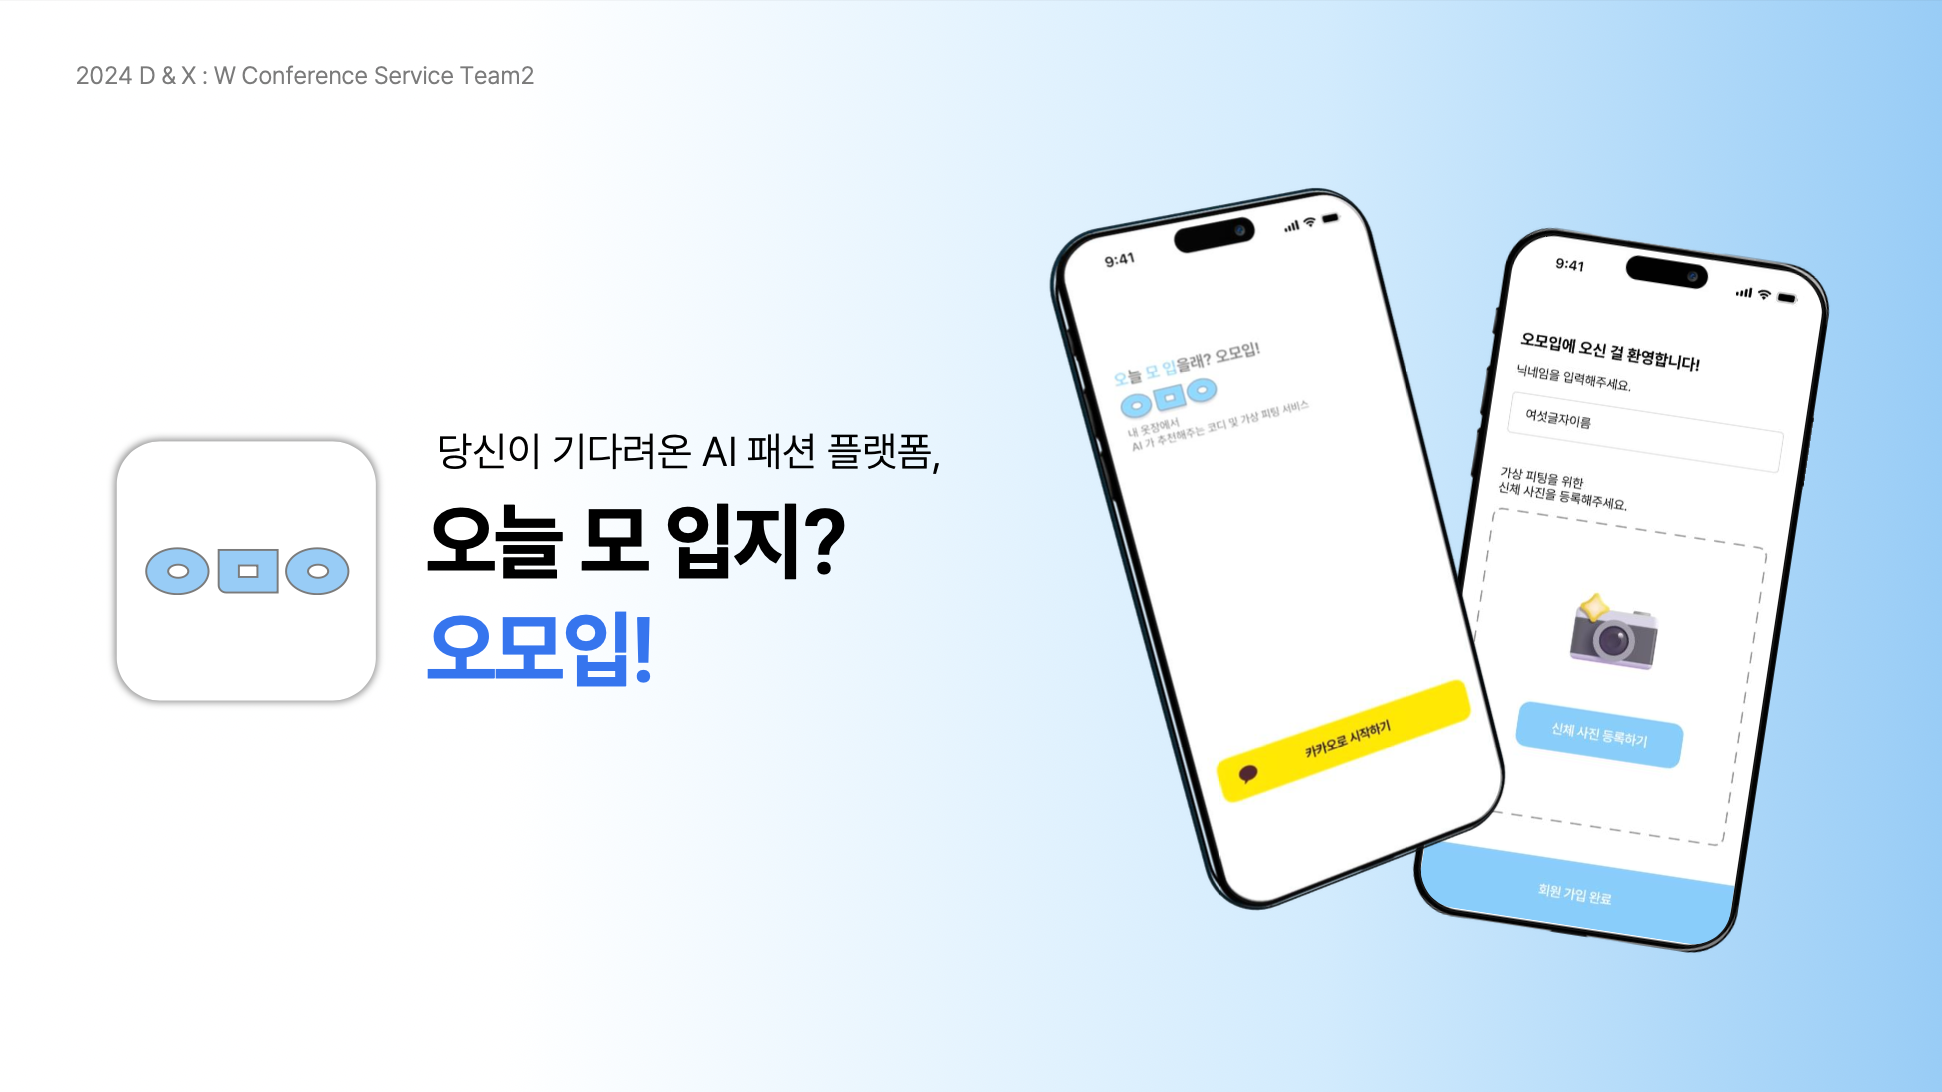 2024 D & X : W Conference Service Team2
당신이 기다려온 AI 패션 플랫폼,
오늘 모 입지?
오모입!
ㅇㅁㅇ
9:41
오늘 모 입을래? 오모입!
ㅇㅁㅇ
내 옷장에서
AI 가 추천해주는 코디 및 가상 피팅 서비스
카카오로 시작하기
9:41
오모입에 오신 걸 환영합니다!
닉네임을 입력해주세요.
여섯글자이름
가상 피팅을 위한
신체 사진을 등록해주세요.
신체 사진 등록하기
회원 가입 완료